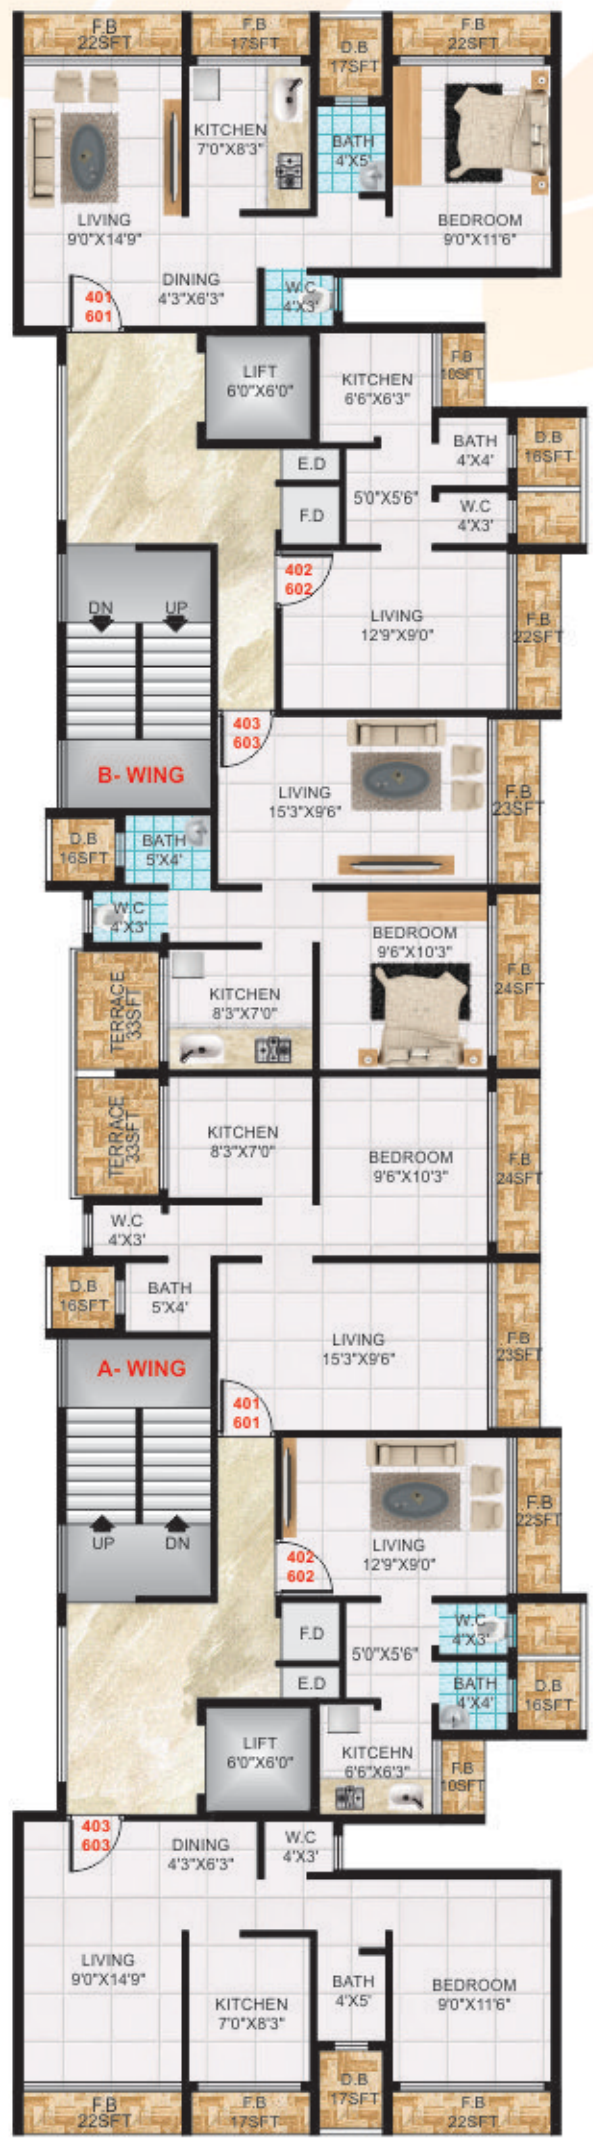 F.B
22SFT
F.B
17SFT
D.B
17SFT
F.B
22SFT
KITCHEN
7'0"X8'3"
BATH
4'X5'
LIVING
9'0"X14'9"
BEDROOM
9'0"X11'6"
DINING
4'3"X6'3"
W.C
4'X3'
401
601
LIFT
6'0"X6'0"
KITCHEN
6'6"X6'3"
F.B
10SFT
BATH
4'X4'
D.B
16SFT
E.D
5'0"X5'6"
W.C
4'X3'
F.D
402
602
DN
UP
LIVING
12'9"X9'0"
F.B
22SFT
403
603
B- WING
LIVING
15'3"X9'6"
F.B
23SFT
D.B
16SFT
BATH
5'X4'
W.C
4'X3'
BEDROOM
9'6"X10'3"
F.B
24SFT
TERRACE
33SFT
KITCHEN
8'3"X7'0"
TERRACE
33SFT
KITCHEN
8'3"X7'0"
BEDROOM
9'6"X10'3"
F.B
24SFT
W.C
4'X3'
D.B
16SFT
BATH
5'X4'
LIVING
15'3"X9'6"
F.B
23SFT
A- WING
401
601
F.B
22SFT
UP
DN
LIVING
12'9"X9'0"
402
602
F.D
W.C
4'X3'
5'0"X5'6"
E.D
BATH
4'X4'
D.B
16SFT
LIFT
6'0"X6'0"
KITCEHN
6'6"X6'3"
F.B
10SFT
403
603
DINING
4'3"X6'3"
W.C
4'X3'
LIVING
9'0"X14'9"
KITCHEN
7'0"X8'3"
BATH
4'X5'
BEDROOM
9'0"X11'6"
F.B
22SFT
F.B
17SFT
D.B
17SFT
F.B
22SFT